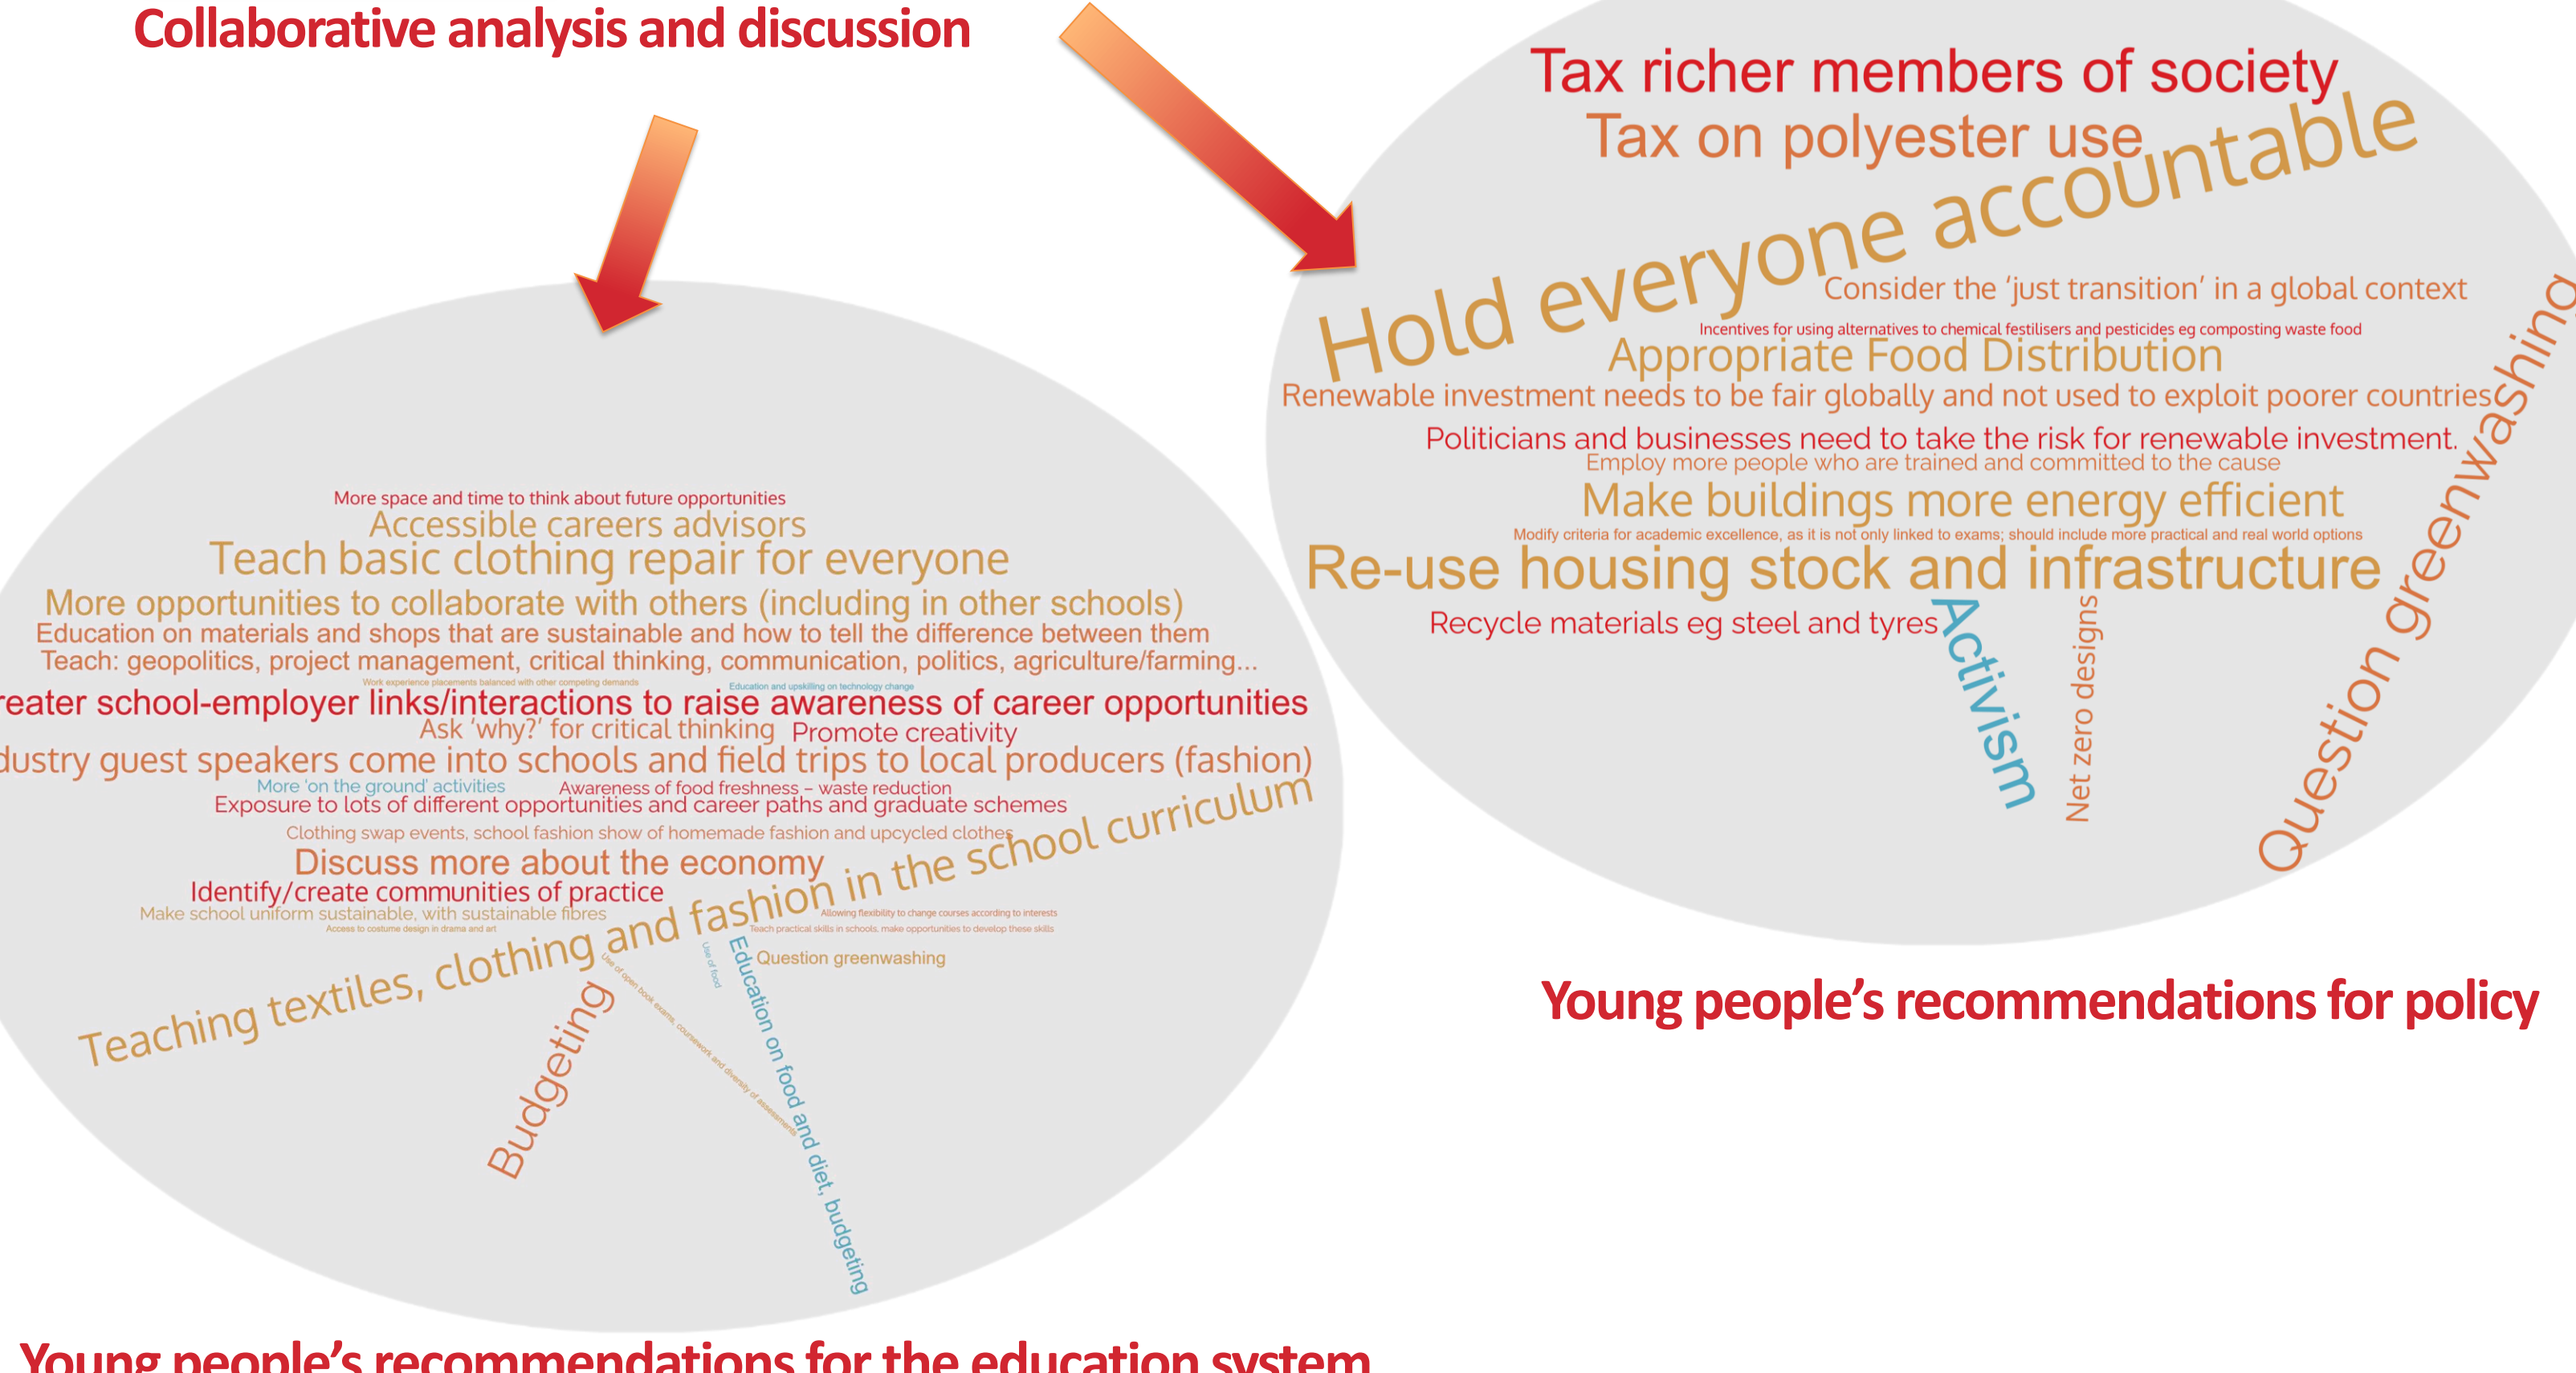 Collaborative analysis and discussion
Tax richer members of society
Tax on polyester use
Hold everyone accountable
Consider the ‘just transition’ in a global context
Incentives for using alternatives to chemical festilisers and pesticides eg composting waste food
Appropriate Food Distribution
Renewable investment needs to be fair globally and not used to exploit poorer countries
Politicians and businesses need to take the risk for renewable investment.
Employ more people who are trained and committed to the cause
Make buildings more energy efficient
Modify criteria for academic excellence, as it is not only linked to exams; should include more practical and real world options
Re-use housing stock and infrastructure
Recycle materials eg steel and tyres
Activism
Net zero designs
Question greenwashing
Young people’s recommendations for policy
More space and time to think about future opportunities
Accessible careers advisors
Teach basic clothing repair for everyone
More opportunities to collaborate with others (including in other schools)
Education on materials and shops that are sustainable and how to tell the difference between them
Teach: geopolitics, project management, critical thinking, communication, politics, agriculture/farming...
Work experience placements balanced with other competing demands
Education and upskilling on technology change
reater school-employer links/interactions to raise awareness of career opportunities
Ask ‘why?’ for critical thinking
Promote creativity
dustry guest speakers come into schools and field trips to local producers (fashion)
More ‘on the ground’ activities
Awareness of food freshness – waste reduction
Exposure to lots of different opportunities and career paths and graduate schemes
Clothing swap events, school fashion show of homemade fashion and upcycled clothes
Discuss more about the economy
Identify/create communities of practice
Make school uniform sustainable, with sustainable fibres
Access to costume design in drama and art
Teaching textiles, clothing and fashion in the school curriculum
Allowing flexibility to change courses according to interests
Teach practical skills in schools, make opportunities to develop these skills
Question greenwashing
Use of food
Education on food and diet, budgeting
Use of open book exams, coursework and diversity of assessments
Budgeting
Young people’s recommendations for the education system